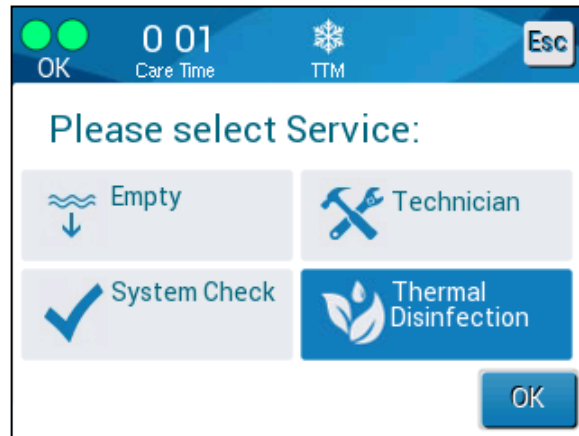 0 01
Esc
OK
Care Time
TTM
Please select Service:
Empty
Technician
System Check
Thermal
Disinfection
OK